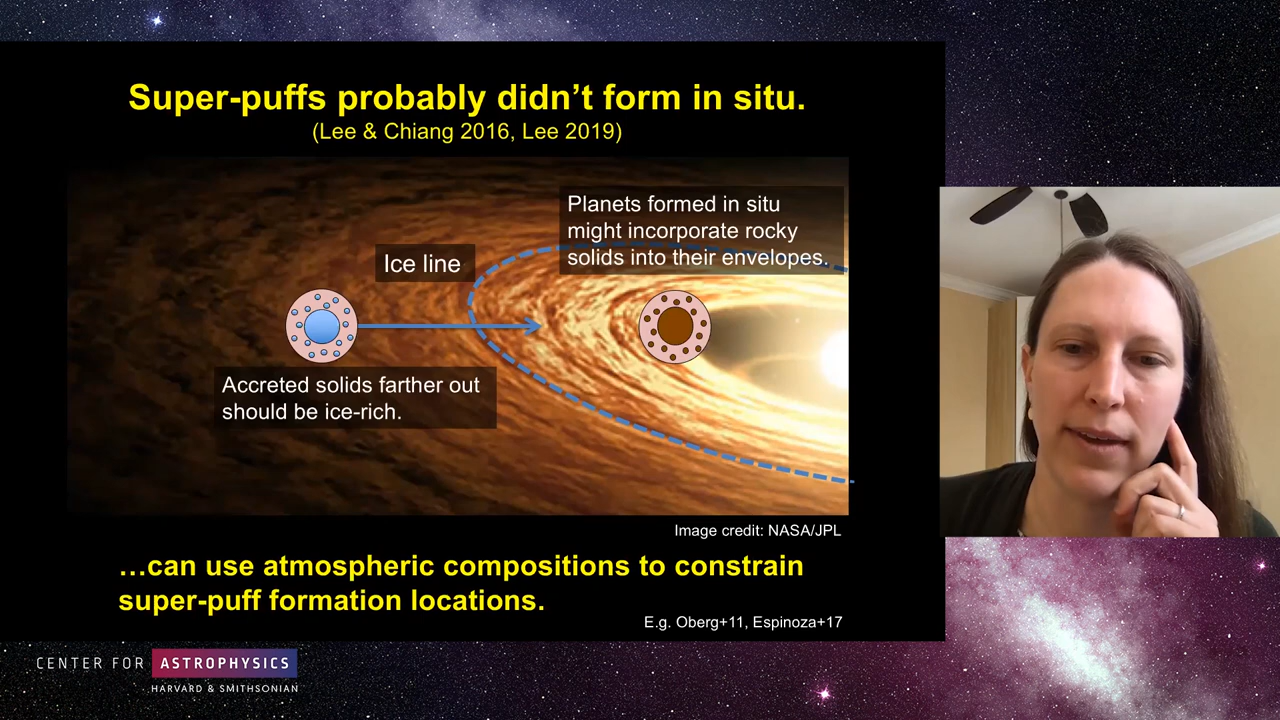 Super-puffs probably didn’t form in situ.
(Lee & Chiang 2016, Lee 2019)
Planets formed in situ
might incorporate rocky
solids into their envelopes.
Ice line
Accreted solids farther out
should be ice-rich.
Image credit: NASA/JPL
…can use atmospheric compositions to constrain
super-puff formation locations.
E.g. Oberg+11, Espinoza+17
CENTER FOR ASTROPHYSICS
HARVARD & SMITHSONIAN